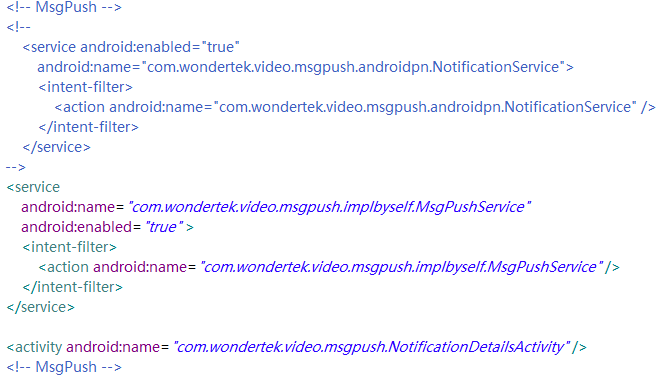 <!-- MsgPush -->
<!--
<service android:enabled="true"
android:name="com.wondertek.video.msgpush.androidpn.NotificationService">
<intent-filter>
<action android:name="com.wondertek.video.msgpush.androidpn.NotificationService" />
</intent-filter>
</service>
-->
<service
android:name="com.wondertek.video.msgpush.implbyself.MsgPushService"
android:enabled="true" >
<intent-filter>
<action android:name="com.wondertek.video.msgpush.implbyself.MsgPushService" />
</intent-filter>
</service>
<activity android:name="com.wondertek.video.msgpush.NotificationDetailsActivity" />
<!-- MsgPush -->